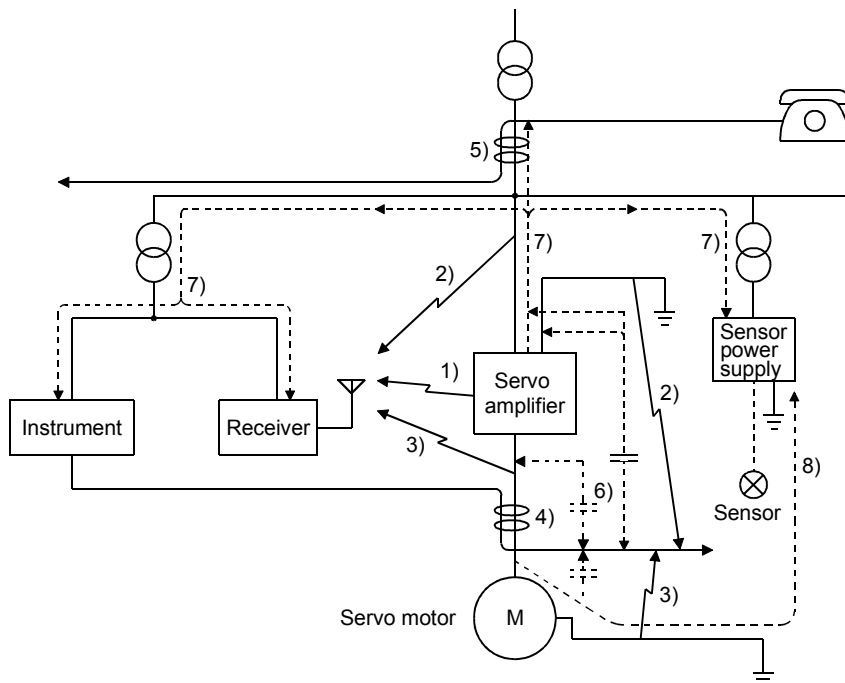 5)
7)
2)
7)
7)
1)
Servo
amplifier
Sensor
power
supply
2)
Instrument
Receiver
3)
6)
8)
4)
Sensor
3)
Servo motor
M